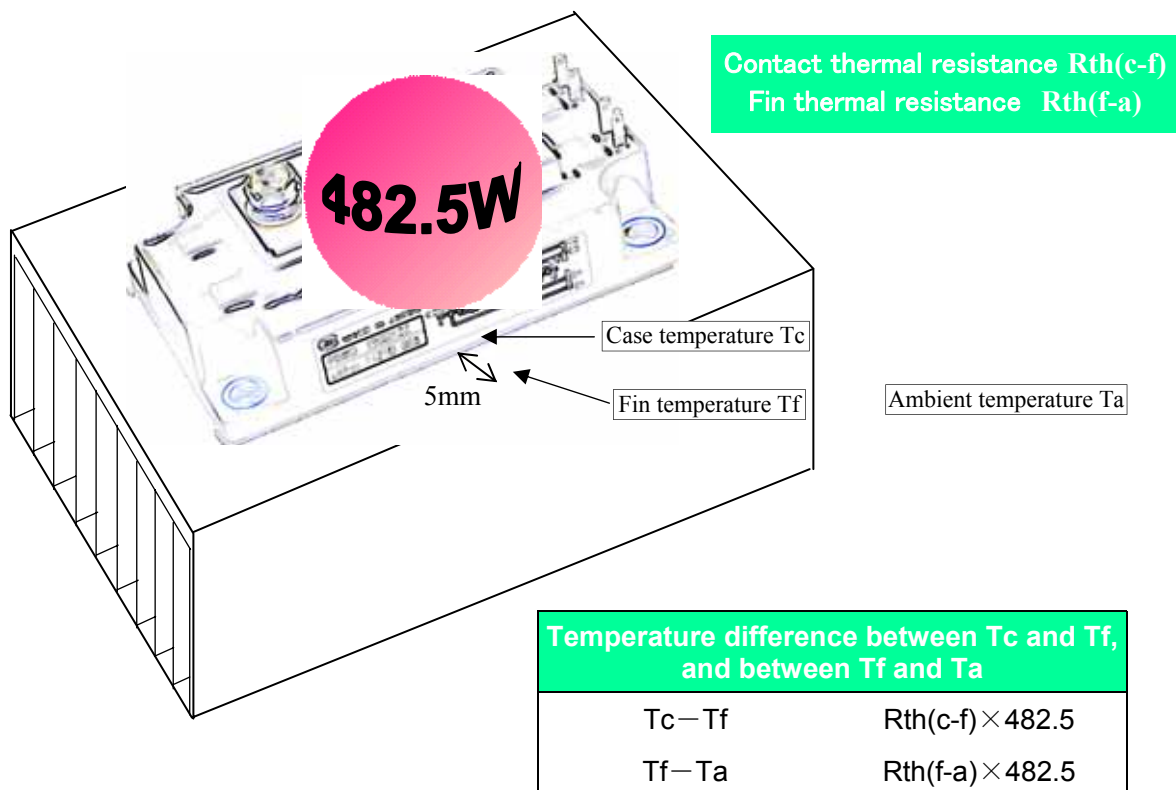 Contact thermal resistance Rth(c-f)
Fin thermal resistance Rth(f-a)
482.5W
Case temperature Tc
5mm
Fin temperature Tf
Ambient temperature Ta
Temperature difference between Tc and Tf,
and between Tf and Ta
Tc－Tf Rth(c-f)×482.5
Tf－Ta Rth(f-a)×482.5